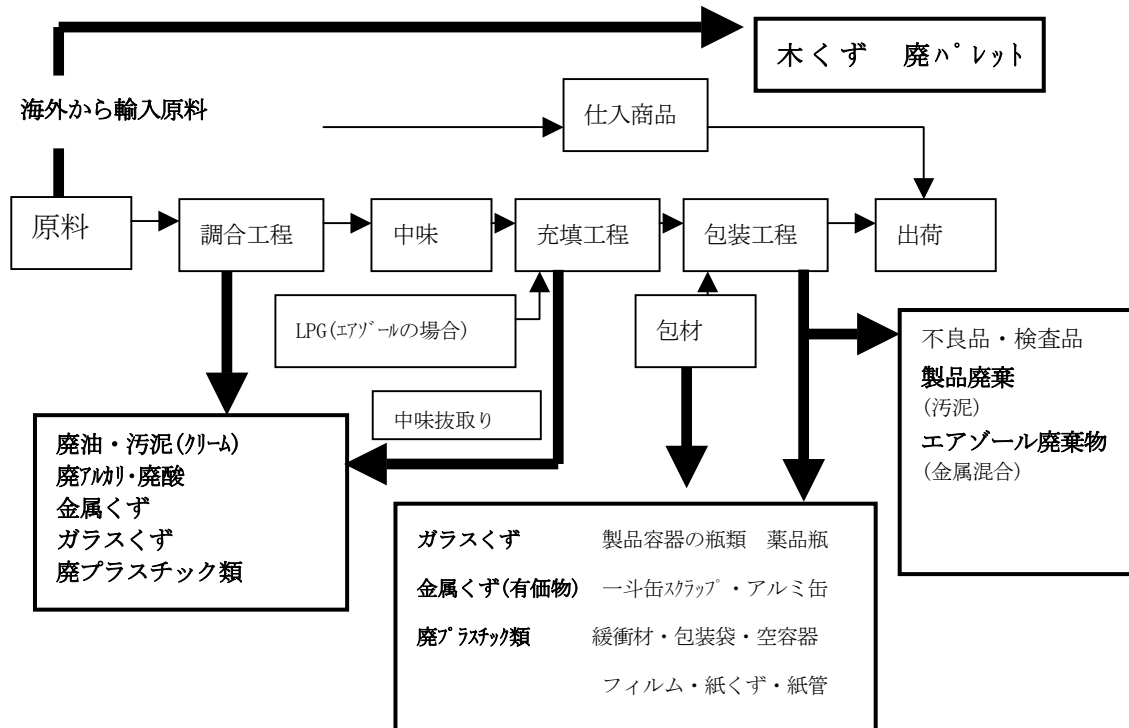 木くず 廃ﾊﾟﾚｯﾄ
海外から輸入原料
仕入商品
原料
調合工程
中味
充填工程
包装工程
出荷
LPG(ｴｱｿﾞｰﾙの場合)
包材
中味抜取り
不良品・検査品
製品廃棄
(汚泥)
エアゾール廃棄物
(金属混合)
廃油・汚泥(ｸﾘｰﾑ)
廃ｱﾙｶﾘ・廃酸
金属くず
ガラスくず
廃プラスチック類
ガラスくず 製品容器の瓶類 薬品瓶
金属くず(有価物) 一斗缶ｽｸﾗｯﾌﾟ・アルミ缶
廃ﾌﾟﾗｽﾁｯｸ類 緩衝材・包装袋・空容器
フィルム・紙くず・紙管